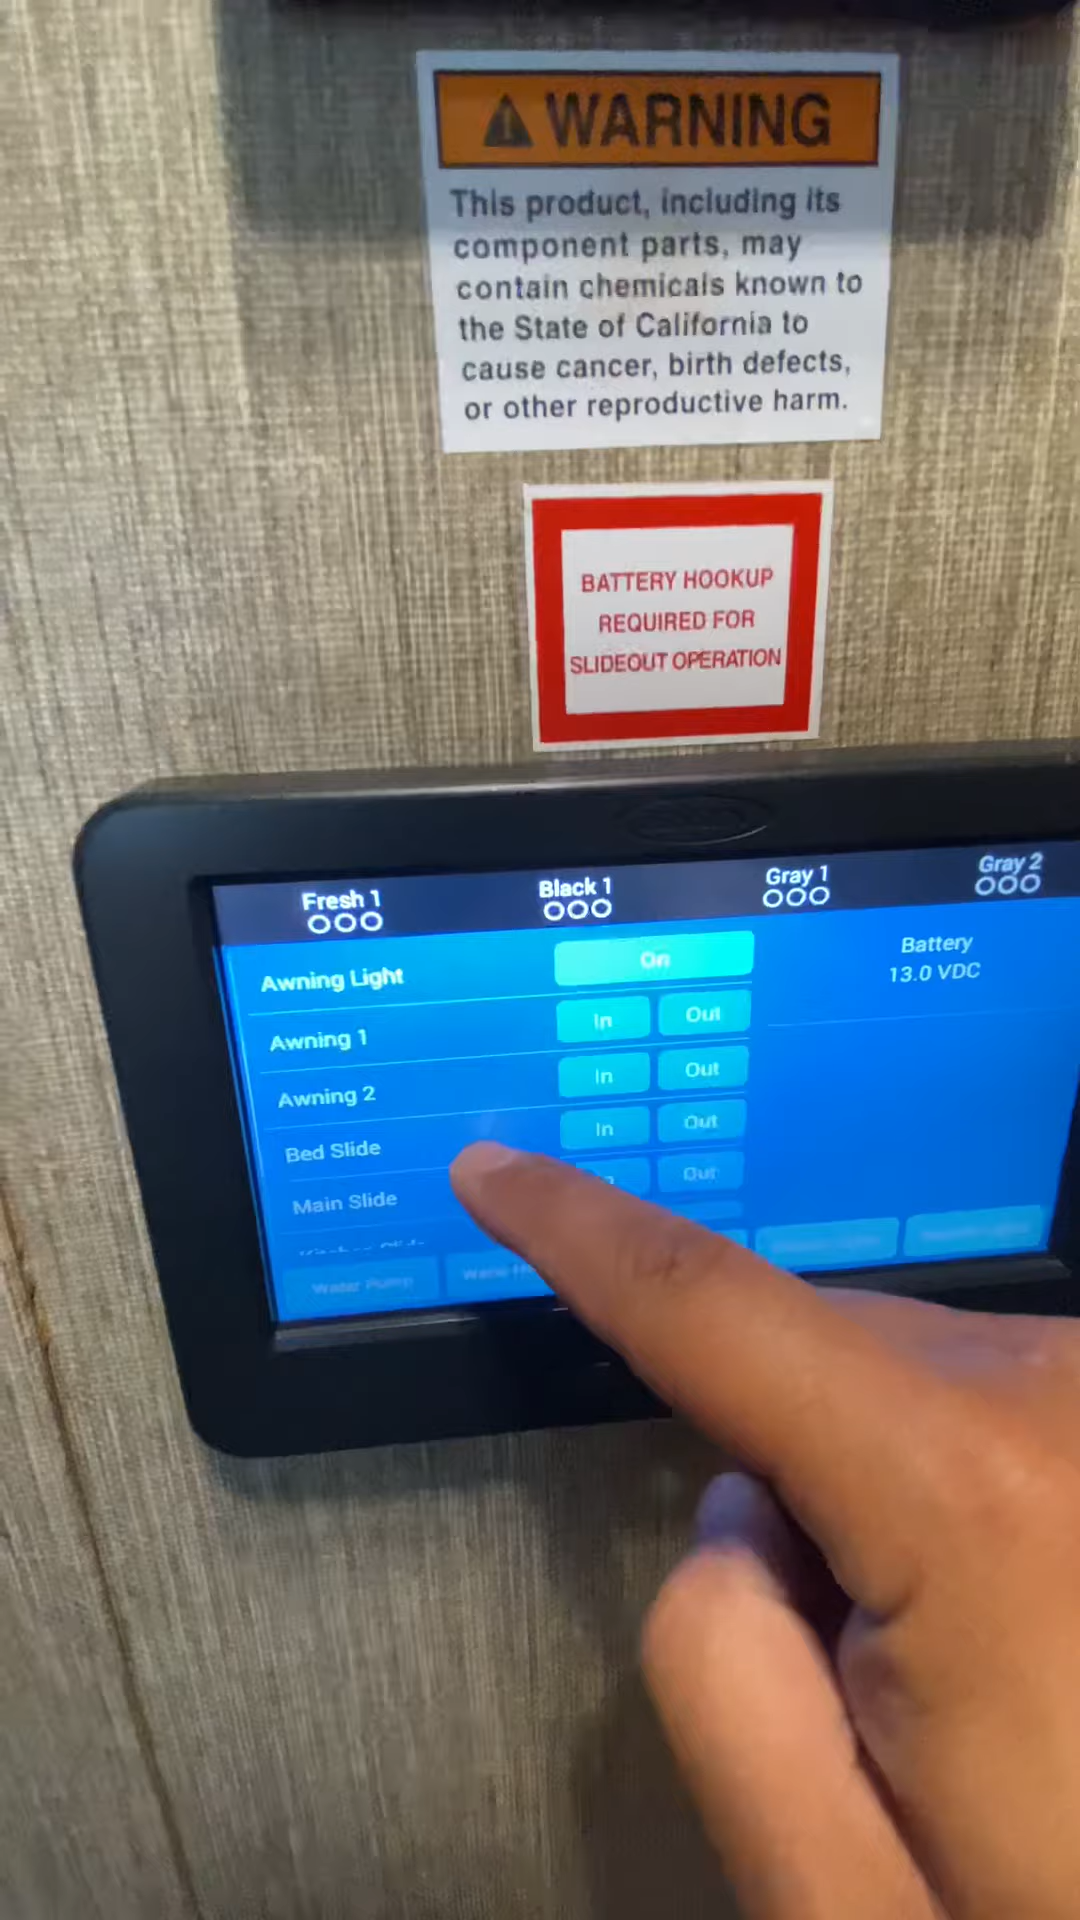 WARNING
This product, including its
component parts, may
contain chemicals known to
the State of California to
cause cancer, birth defects,
or other reproductive harm.
BATTERY HOOKUP
REQUIRED FOR
SLIDEOUT OPERATION
Fresh 1 Black 1 Gray 1 Gray 2
Awning Light On
Battery
13.0 VDC
Awning 1 In Out
Awning 2 In Out
Bed Slide In Out
Main Slide Out
Water Pump